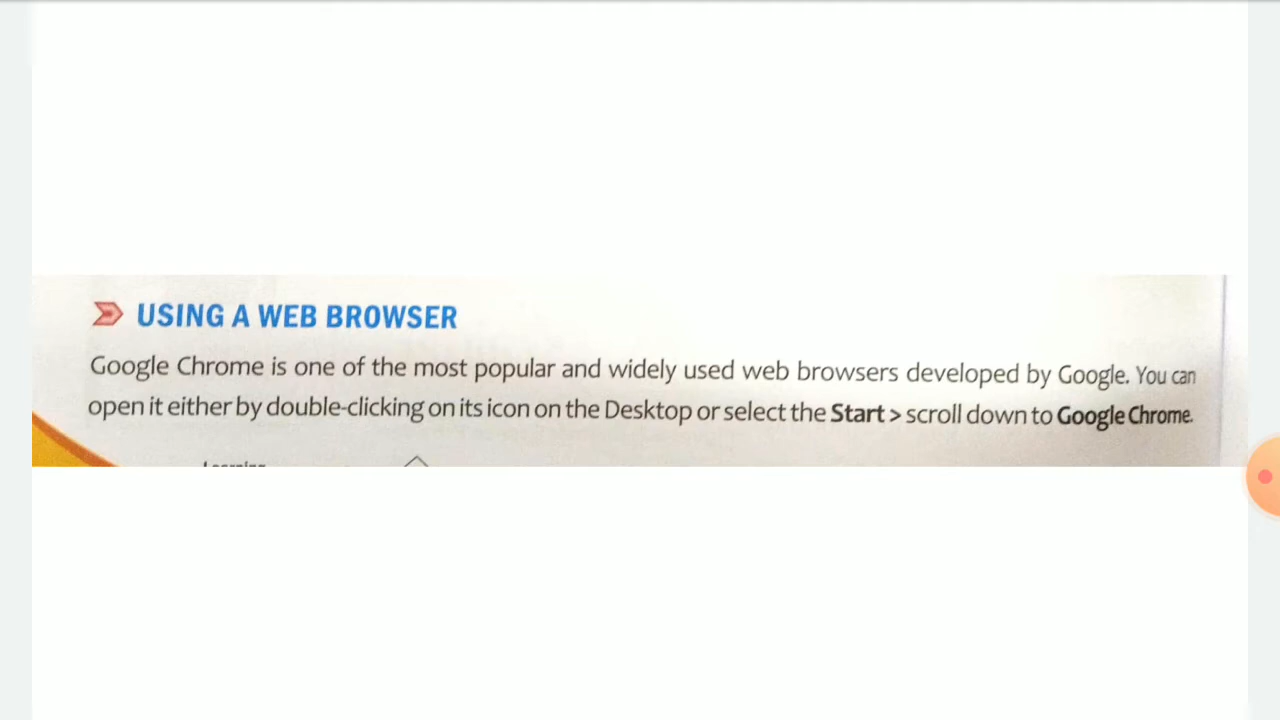 USING A WEB BROWSER
Google Chrome is one of the most popular and widely used web browsers developed by Google. You can
open it either by double-clicking on its icon on the Desktop or select the Start > scroll down to Google Chrome.